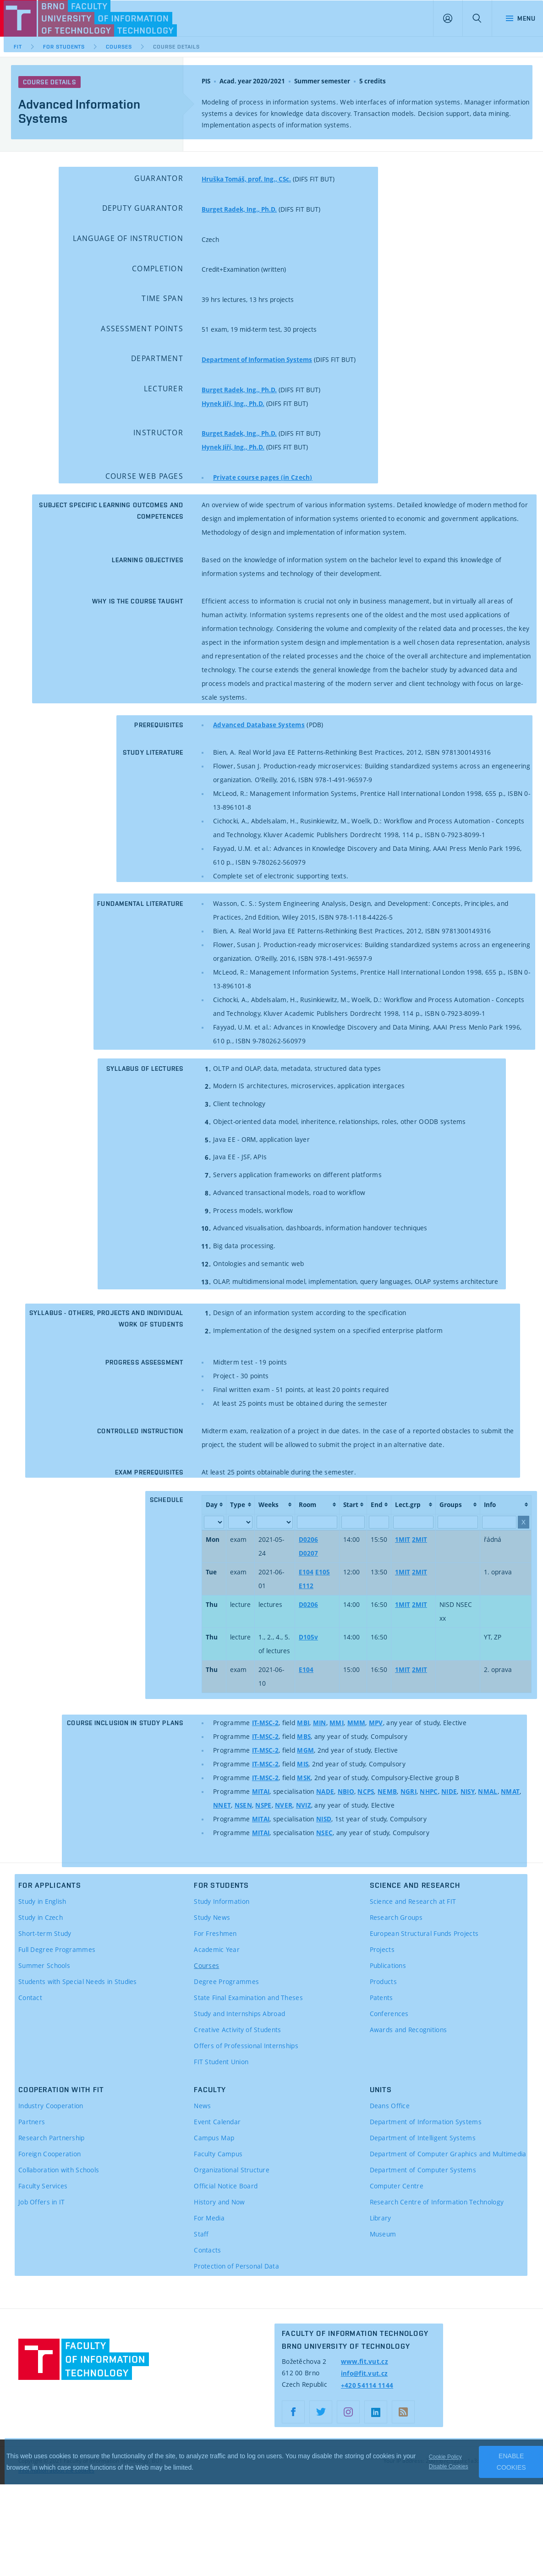 BRNO FACULTY
UNIVERSITY OF INFORMATION
OF TECHNOLOGY TECHNOLOGY
MENU
FIT FOR STUDENTS COURSES COURSE DETAILS
COURSE DETAILS
Advanced Information
Systems
PIS Acad. year 2020/2021 Summer semester 5 credits
Modeling of process in information systems. Web interfaces of information systems. Manager information
systems a devices for knowledge data discovery. Transaction models. Decision support, data mining.
Implementation aspects of information systems.
GUARANTOR
Hruška Tomáš, prof. Ing., CSc. (DIFS FIT BUT)
DEPUTY GUARANTOR
Burget Radek, Ing., Ph.D. (DIFS FIT BUT)
LANGUAGE OF INSTRUCTION
Czech
COMPLETION
Credit+Examination (written)
TIME SPAN
39 hrs lectures, 13 hrs projects
ASSESSMENT POINTS
51 exam, 19 mid-term test, 30 projects
DEPARTMENT
Department of Information Systems (DIFS FIT BUT)
LECTURER
Burget Radek, Ing., Ph.D. (DIFS FIT BUT)
Hynek Jiří, Ing., Ph.D. (DIFS FIT BUT)
INSTRUCTOR
Burget Radek, Ing., Ph.D. (DIFS FIT BUT)
Hynek Jiří, Ing., Ph.D. (DIFS FIT BUT)
COURSE WEB PAGES
Private course pages (in Czech)
SUBJECT SPECIFIC LEARNING OUTCOMES AND
COMPETENCES
An overview of wide spectrum of various information systems. Detailed knowledge of modern method for
design and implementation of information systems oriented to economic and government applications.
Methodology of design and implementation of information system.
LEARNING OBJECTIVES
Based on the knowledge of information system on the bachelor level to expand this knowledge of
information systems and technology of their development.
WHY IS THE COURSE TAUGHT
Efficient access to information is crucial not only in business management, but in virtually all areas of
human activity. Information systems represents one of the oldest and the most used applications of
information technology. Considering the volume and complexity of the related data and processes, the key
aspect in the information system design and implementation is a well chosen data representation, analysis
and representation of the related processes and the choice of the overall architecture and implementation
technology. The course extends the general knowledge from the bachelor study by advanced data and
process models and practical mastering of the modern server and client technology with focus on large-
scale systems.
PREREQUISITES
Advanced Database Systems (PDB)
STUDY LITERATURE
Bien, A. Real World Java EE Patterns-Rethinking Best Practices, 2012, ISBN 9781300149316
Flower, Susan J. Production-ready microservices: Building standardized systems across an engeneering
organization. O'Reilly, 2016, ISBN 978-1-491-96597-9
McLeod, R.: Management Information Systems, Prentice Hall International London 1998, 655 p., ISBN 0-
13-896101-8
Cichocki, A., Abdelsalam, H., Rusinkiewitz, M., Woelk, D.: Workflow and Process Automation - Concepts
and Technology, Kluver Academic Publishers Dordrecht 1998, 114 p., ISBN 0-7923-8099-1
Fayyad, U.M. et al.: Advances in Knowledge Discovery and Data Mining, AAAI Press Menlo Park 1996,
610 p., ISBN 9-780262-560979
Complete set of electronic supporting texts.
FUNDAMENTAL LITERATURE
Wasson, C. S.: System Engineering Analysis, Design, and Development: Concepts, Principles, and
Practices, 2nd Edition, Wiley 2015, ISBN 978-1-118-44226-5
Bien, A. Real World Java EE Patterns-Rethinking Best Practices, 2012, ISBN 9781300149316
Flower, Susan J. Production-ready microservices: Building standardized systems across an engeneering
organization. O'Reilly, 2016, ISBN 978-1-491-96597-9
McLeod, R.: Management Information Systems, Prentice Hall International London 1998, 655 p., ISBN 0-
13-896101-8
Cichocki, A., Abdelsalam, H., Rusinkiewitz, M., Woelk, D.: Workflow and Process Automation - Concepts
and Technology, Kluver Academic Publishers Dordrecht 1998, 114 p., ISBN 0-7923-8099-1
Fayyad, U.M. et al.: Advances in Knowledge Discovery and Data Mining, AAAI Press Menlo Park 1996,
610 p., ISBN 9-780262-560979
SYLLABUS OF LECTURES
1. OLTP and OLAP, data, metadata, structured data types
2. Modern IS architectures, microservices, application intergaces
3. Client technology
4. Object-oriented data model, inheritence, relationships, roles, other OODB systems
5. Java EE - ORM, application layer
6. Java EE - JSF, APIs
7. Servers application frameworks on different platforms
8. Advanced transactional models, road to workflow
9. Process models, workflow
10. Advanced visualisation, dashboards, information handover techniques
11. Big data processing.
12. Ontologies and semantic web
13. OLAP, multidimensional model, implementation, query languages, OLAP systems architecture
SYLLABUS - OTHERS, PROJECTS AND INDIVIDUAL
WORK OF STUDENTS
1. Design of an information system according to the specification
2. Implementation of the designed system on a specified enterprise platform
PROGRESS ASSESSMENT
Midterm test - 19 points
Project - 30 points
Final written exam - 51 points, at least 20 points required
At least 25 points must be obtained during the semester
CONTROLLED INSTRUCTION
Midterm exam, realization of a project in due dates. In the case of a reported obstacles to submit the
project, the student will be allowed to submit the project in an alternative date.
EXAM PREREQUISITES
At least 25 points obtainable during the semester.
SCHEDULE
Day Type Weeks Room Start End Lect.grp Groups Info
X
Mon exam 2021-05-24 D0206 D0207 14:00 15:50 1MIT 2MIT řádná
Tue exam 2021-06-01 E104 E105 E112 12:00 13:50 1MIT 2MIT 1. oprava
Thu lecture lectures D0206 14:00 16:50 1MIT 2MIT NISD NSEC xx
Thu lecture 1., 2., 4., 5. of lectures D105v 14:00 16:50 YT, ZP
Thu exam 2021-06-10 E104 15:00 16:50 1MIT 2MIT 2. oprava
COURSE INCLUSION IN STUDY PLANS
Programme IT-MSC-2, field MBI, MIN, MMI, MMM, MPV, any year of study, Elective
Programme IT-MSC-2, field MBS, any year of study, Compulsory
Programme IT-MSC-2, field MGM, 2nd year of study, Elective
Programme IT-MSC-2, field MIS, 2nd year of study, Compulsory
Programme IT-MSC-2, field MSK, 2nd year of study, Compulsory-Elective group B
Programme MITAI, specialisation NADE, NBIO, NCPS, NEMB, NGRI, NHPC, NIDE, NISY, NMAL, NMAT,
NNET, NSEN, NSPE, NVER, NVIZ, any year of study, Elective
Programme MITAI, specialisation NISD, 1st year of study, Compulsory
Programme MITAI, specialisation NSEC, any year of study, Compulsory
FOR APPLICANTS
Study in English
Study in Czech
Short-term Study
Full Degree Programmes
Summer Schools
Students with Special Needs in Studies
Contact
FOR STUDENTS
Study Information
Study News
For Freshmen
Academic Year
Courses
Degree Programmes
State Final Examination and Theses
Study and Internships Abroad
Creative Activity of Students
Offers of Professional Internships
FIT Student Union
SCIENCE AND RESEARCH
Science and Research at FIT
Research Groups
European Structural Funds Projects
Projects
Publications
Products
Patents
Conferences
Awards and Recognitions
COOPERATION WITH FIT
industry Cooperation
Partners
Research Partnership
Foreign Cooperation
Collaboration with Schools
Faculty Services
Job Offers in IT
FACULTY
News
Event Calendar
Campus Map
Faculty Campus
Organizational Structure
Official Notice Board
History and Now
For Media
Staff
Contacts
Protection of Personal Data
UNITS
Deans Office
Department of Information Systems
Department of Intelligent Systems
Department of Computer Graphics and Multimedia
Department of Computer Systems
Computer Centre
Research Centre of Information Technology
Library
Museum
FACULTY
OF INFORMATION
TECHNOLOGY
FACULTY OF INFORMATION TECHNOLOGY
BRNO UNIVERSITY OF TECHNOLOGY
Božetěchova 2
612 00 Brno
Czech Republic
www.fit.vut.cz
info@fit.vut.cz
+420 54114 1144
This web uses cookies to ensure the functionality of the site, to analyze traffic and to log on users. You may disable the storing of cookies in your
browser, in which case some functions of the Web may be limited.
Cookie Policy
Disable Cookies
ENABLE
COOKIES